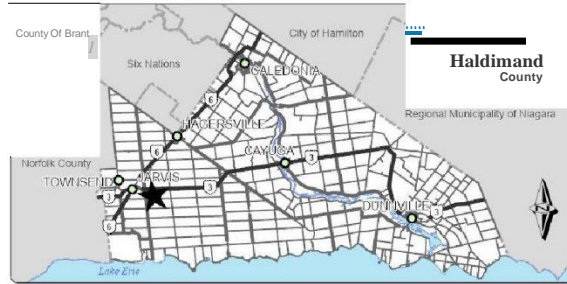 County Of Brant
City of Hamilton
Haldimand
County
Six Nations
CALEDONIA
6
Regional Municipality of Niagara
HAGERSVILLE
6
CAYUGA
3
Norfolk County
JARVIS
TOWNSEND
3
3
DUNNVILLE
3
6
Lake Erie